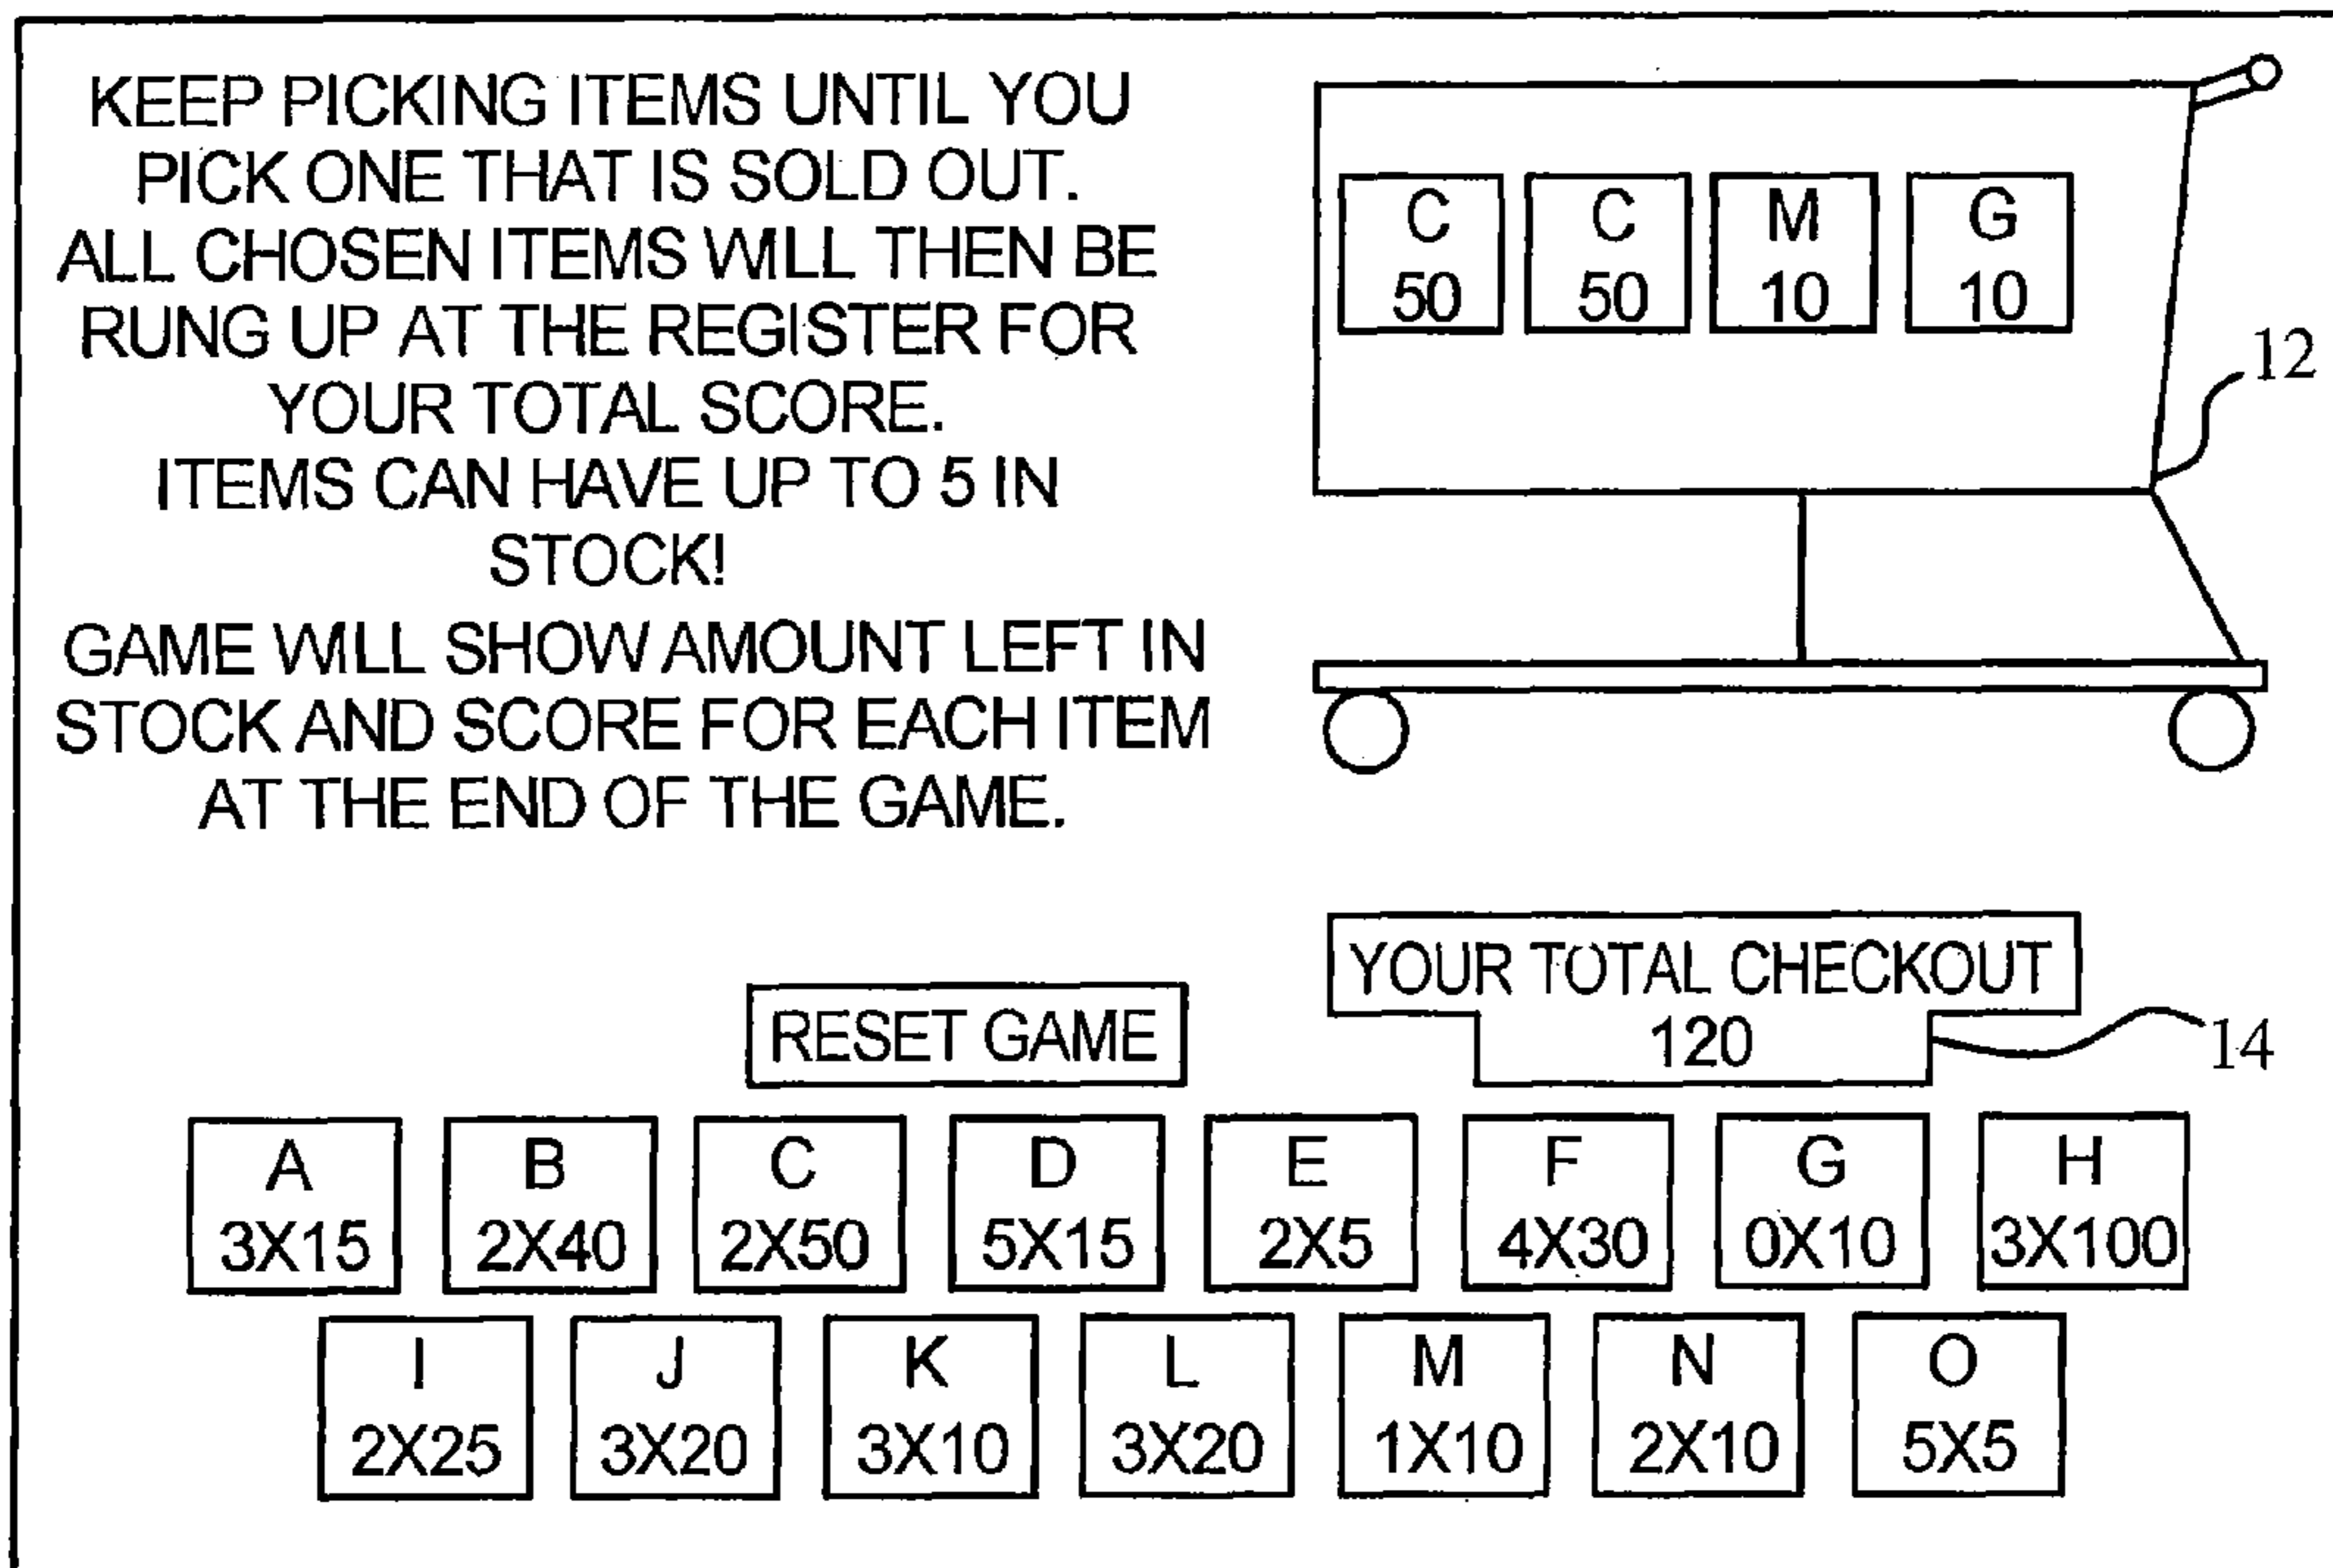 KEEP PICKING ITEMS UNTIL YOU
PICK ONE THAT IS SOLD OUT.
ALL CHOSEN ITEMS WILL THEN BE
RUNG UP AT THE REGISTER FOR
YOUR TOTAL SCORE.
ITEMS CAN HAVE UP TO 5 IN
STOCK!
GAME WILL SHOW AMOUNT LEFT IN
STOCK AND SCORE FOR EACH ITEM
AT THE END OF THE GAME.
C C M G
50 50 10 10
12
YOUR TOTAL CHECKOUT
RESET GAME
120
14
A B C D E F G H
3X15 2X40 2X50 5X15 2X5 4X30 0X10 3X100
I J K L M N O
2X25 3X20 3X10 3X20 1X10 2X10 5X5